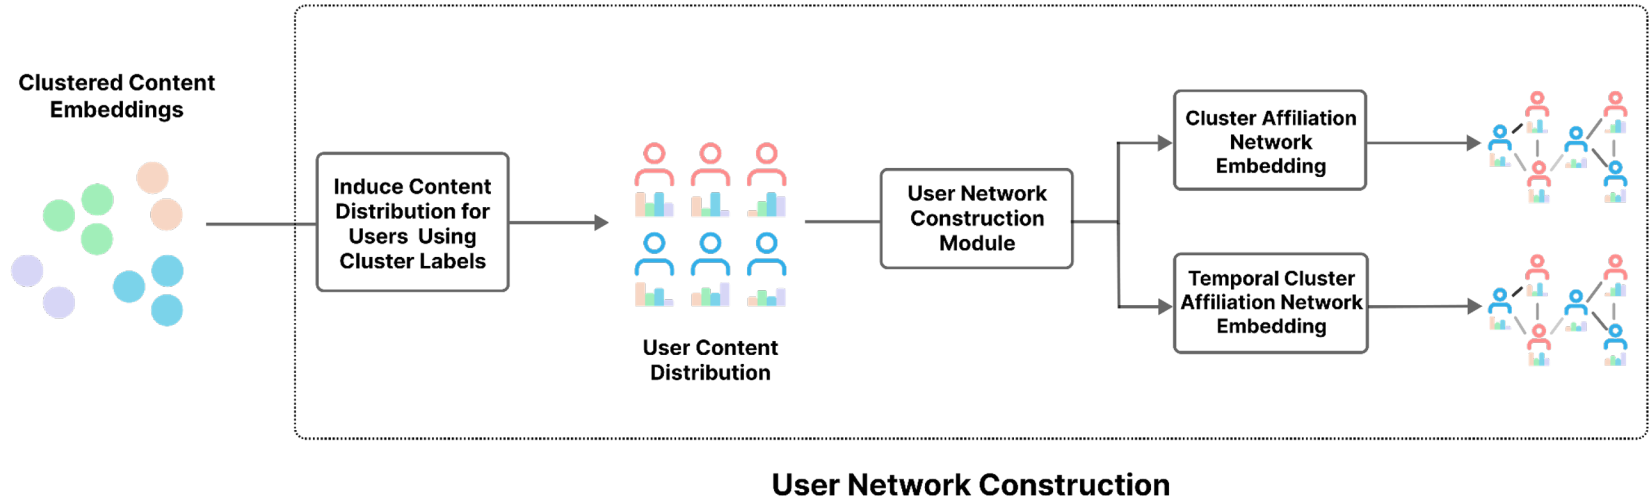 Clustered Content
Embeddings
Induce Content
Distribution for
Users Using
Cluster Labels
User Content
Distribution
User Network
Construction
Module
Cluster Affiliation
Network
Embedding
Temporal Cluster
Affiliation Network
Embedding
User Network Construction